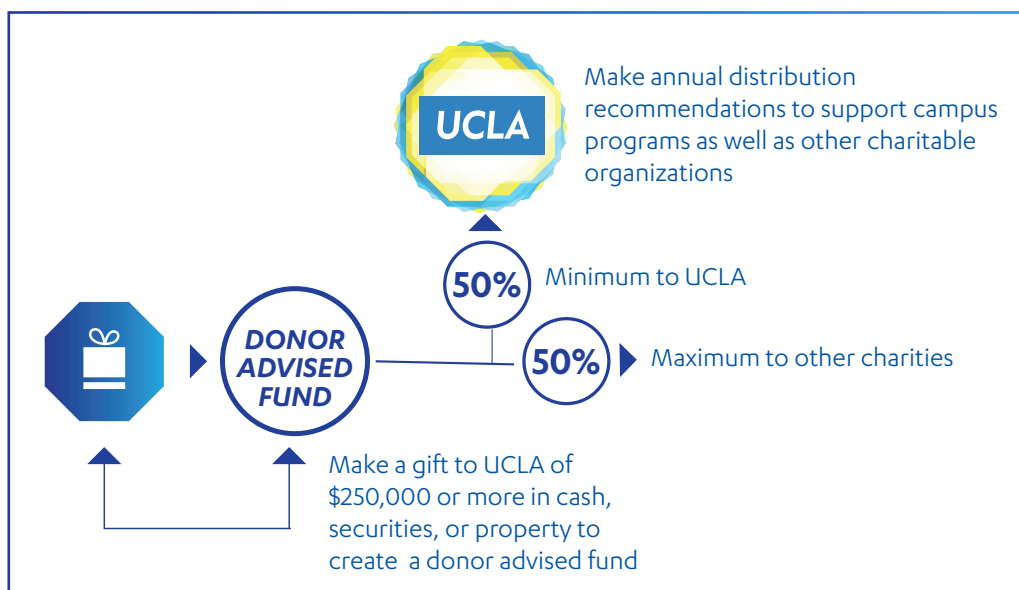 UCLA
Make annual distribution
recommendations to support campus
programs as well as other charitable
organizations
50%
Minimum to UCLA
DONOR
ADVISED
FUND
50%
Maximum to other charities
Make a gift to UCLA of
$250,000 or more in cash,
securities, or property to
create a donor advised fund